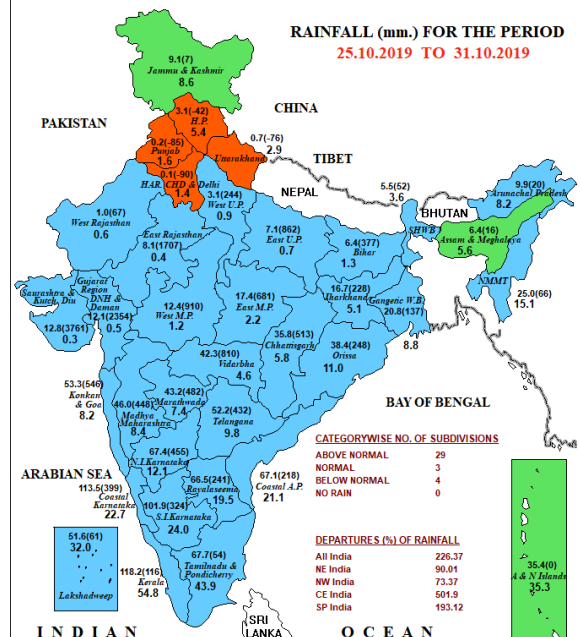 RAINFALL (mm.) FOR THE PERIOD
25.10.2019 TO 31.10.2019
9.1(7)
Jammu & Kashmir
8.6
CHINA
3.1(-42)
H.P.
5.4
PAKISTAN
0.2(-85)
Punjab
1.6
0.7(-76)
Uttarakhand
2.9
TIBET
0.1(-90)
HAR. CHD & Delhi
1.4
NEPAL
3.1(244)
West U.P.
0.9
5.5(52)
3.6
SHWB
BHUTAN
9.9(20)
Arunachal Pradesh
8.2
1.0(67)
West Rajasthan
0.6
East Rajasthan
8.1(1707)
0.4
7.1(862)
East U.P.
0.7
6.4(377)
Bihar
1.3
6.4(16)
Assam & Meghalaya
5.6
NMMT
25.0(66)
15.1
Gujarat
Region
DNH &
Daman
12.1(2354)
0.5
Saurashtra &
Kutch, Diu
12.8(3761)
0.3
12.4(910)
West M.P.
1.2
17.4(681)
East M.P.
2.2
16.7(228)
Jharkhand
5.1
Gangetic W.B.
20.8(137)
8.8
35.8(513)
Chhattisgarh
5.8
38.4(248)
Orissa
11.0
42.3(810)
Vidarbha
4.6
53.3(546)
Konkan
& Goa
8.2
46.0(448)
Madhya
Maharashtra
8.4
43.2(482)
Marathwada
7.4
52.2(432)
Telangana
9.8
BAY OF BENGAL
67.4(455)
N.I.Karnataka
12.1
ARABIAN SEA
113.5(399)
Coastal
Karnataka
22.7
66.5(241)
Rayalaseema
19.5
67.1(218)
Coastal A.P.
21.1
101.9(324)
S.I.Karnataka
24.0
51.6(61)
32.0
Lakshadweep
118.2(116)
Kerala
54.8
67.7(54)
Tamilnadu &
Pondicherry
43.9
CATEGORYWISE NO. OF SUBDIVISIONS
ABOVE NORMAL 29
NORMAL 3
BELOW NORMAL 4
NO RAIN 0
DEPARTURES (%) OF RAINFALL
All India 226.37
NE India 90.01
NW India 73.37
CE India 501.9
SP India 193.12
35.4(0)
A & N Island
35.3
SRI
LANKA
INDIAN OCEAN